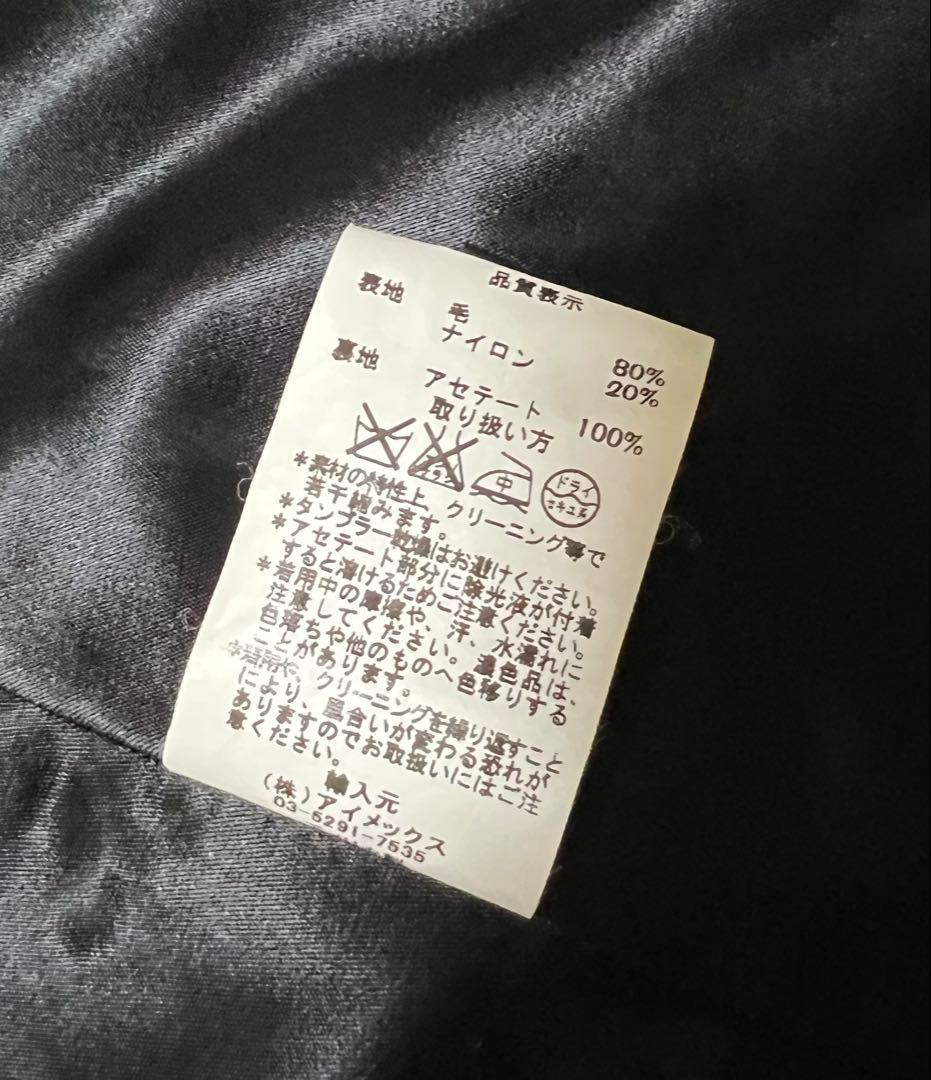 品質表示
表地 毛 80%
ナイロン 20%
裏地 アセテート 100%
取り扱い方
エンソ 中 ドライ セキユ系
*素材の特性上、クリーニング等で
若干縮みます。
*タンブラー乾燥はお避けください。
*アセテート部分に除光液が付着
すると溶けるためご注意ください。
*着用中の摩擦や、汗、水濡れに
注意してください。濃色品は、
色落ちや他のものへ色移りする
ことがあります。
*着用や、クリーニングを繰り返すこと
により、風合いが変わる恐れが
ありますのでお取扱いにはご注
意ください。
輸入元
(株)アイメックス
03-5291-7535